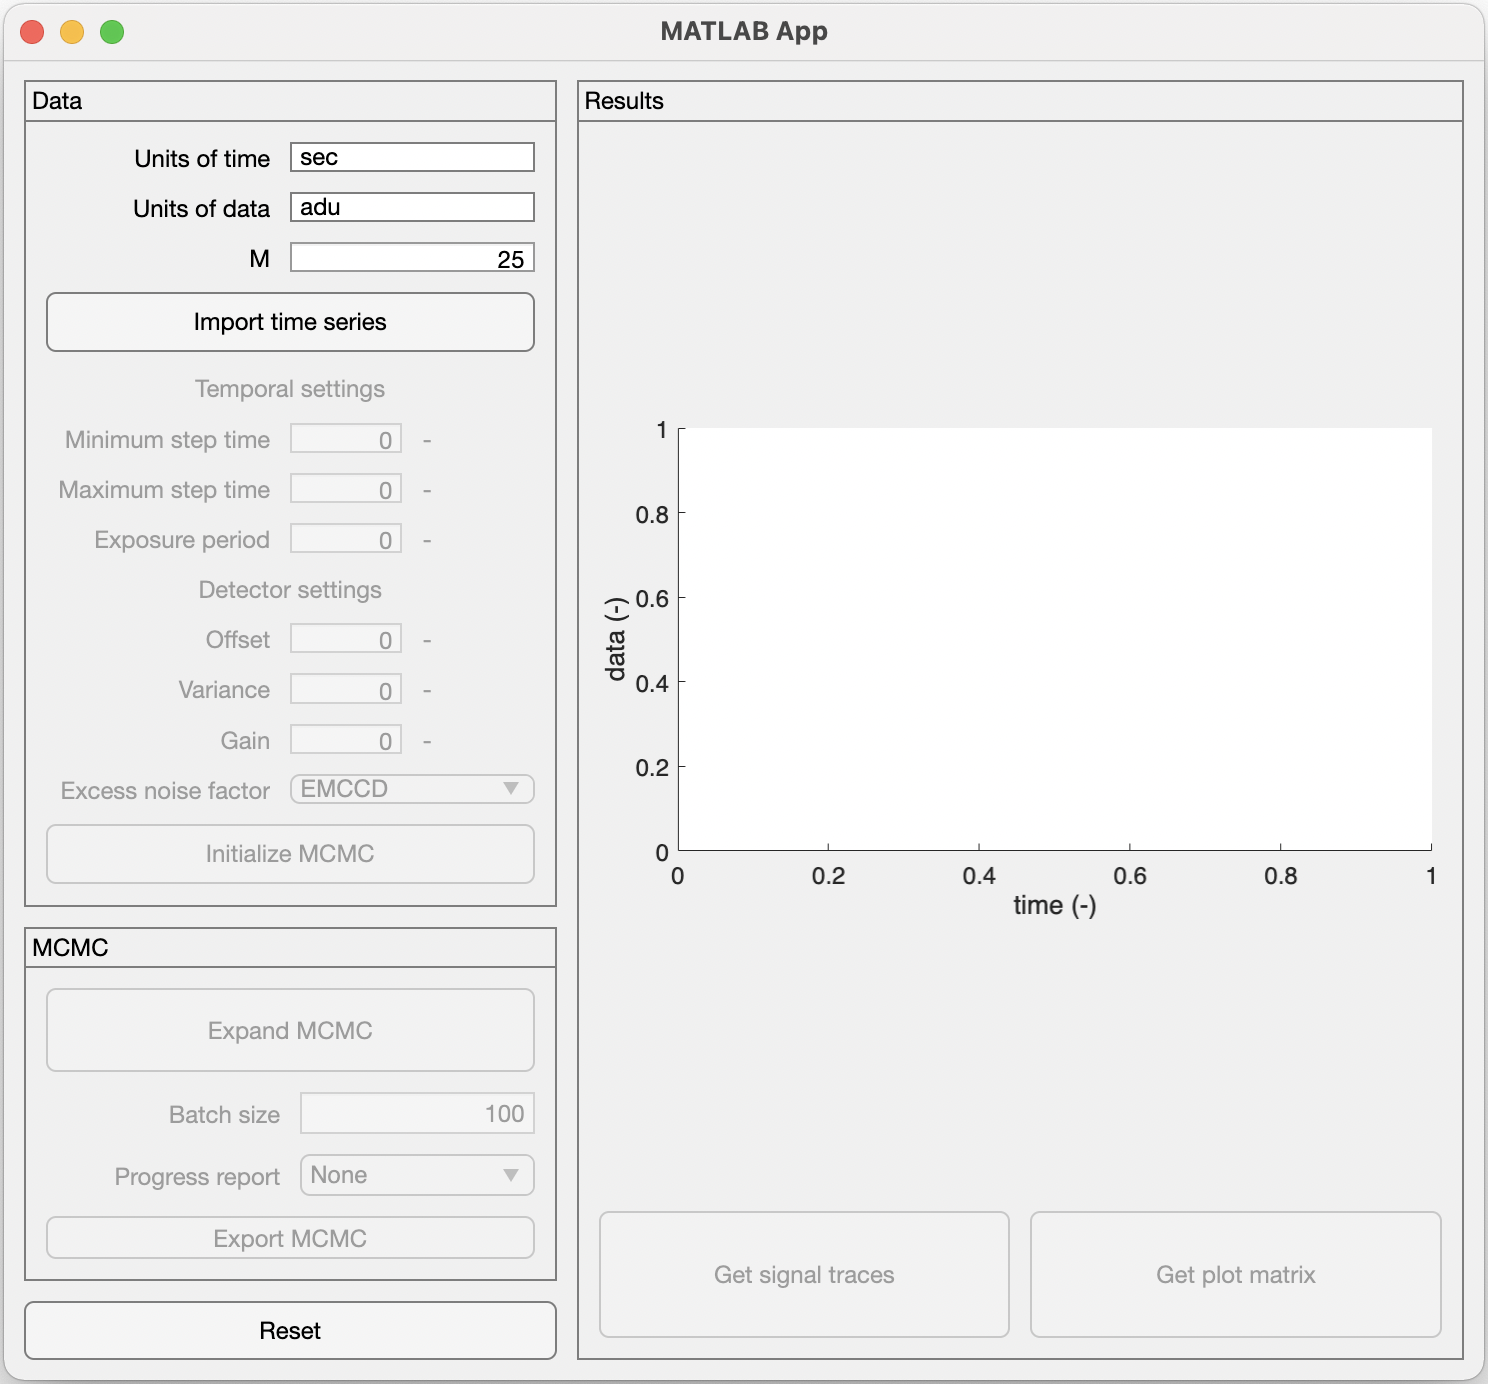 MATLAB App
Data
Units of time sec
Units of data adu
M 25
Import time series
Temporal settings
Minimum step time 0 -
Maximum step time 0 -
Exposure period 0 -
Detector settings
Offset 0 -
Variance 0 -
Gain 0 -
Excess noise factor EMCCD
Initialize MCMC
MCMC
Expand MCMC
Batch size 100
Progress report None
Export MCMC
Reset
Results
1
0.8
0.6
0.4
0.2
0
data (-)
0 0.2 0.4 0.6 0.8 1
time (-)
Get signal traces
Get plot matrix